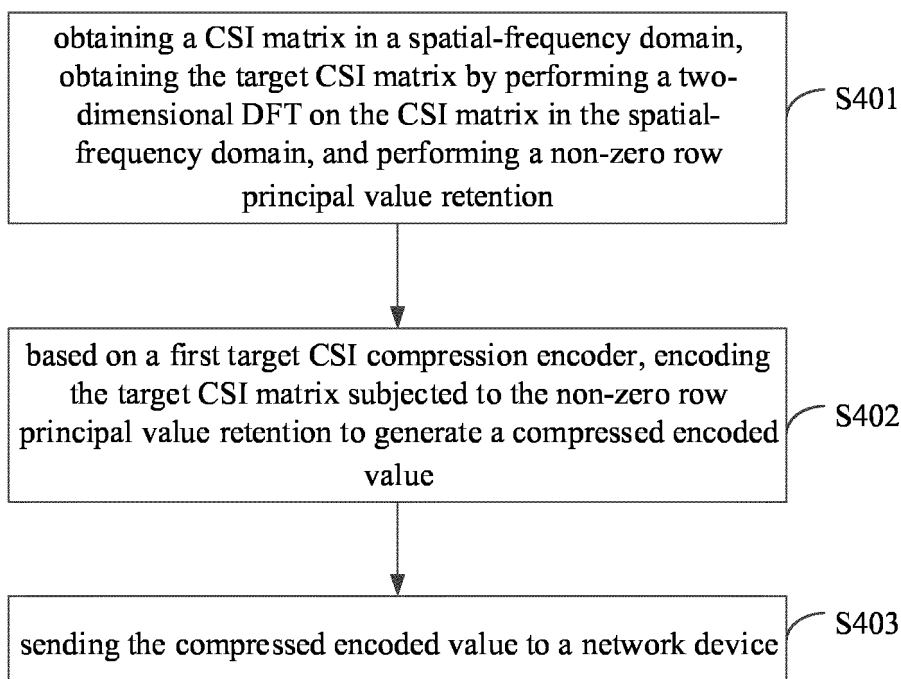 obtaining a CSI matrix in a spatial-frequency domain,
obtaining the target CSI matrix by performing a two-
dimensional DFT on the CSI matrix in the spatial-
frequency domain, and performing a non-zero row
principal value retention
S401
based on a first target CSI compression encoder, encoding
the target CSI matrix subjected to the non-zero row
principal value retention to generate a compressed encoded
value
S402
sending the compressed encoded value to a network device
S403